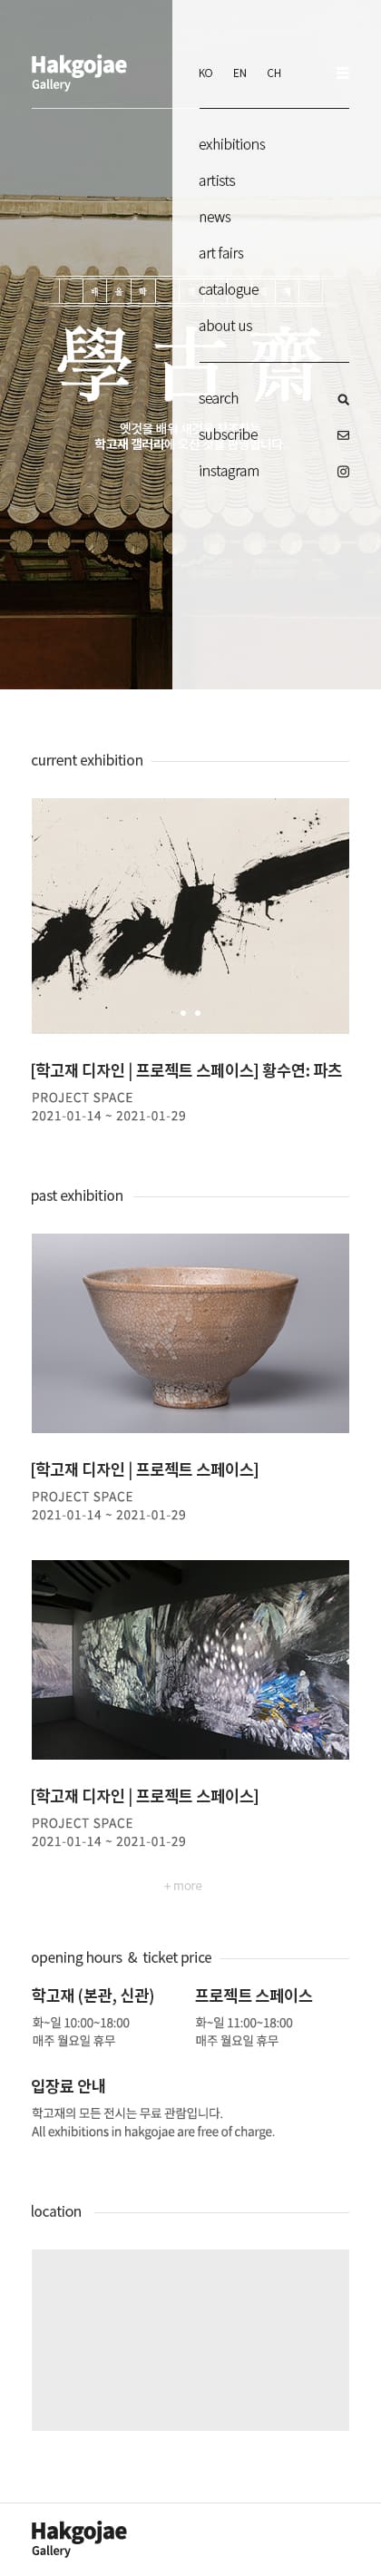 Hakgojae
Gallery
KO EN CH
exhibitions
artists
news
art fairs
catalogue
about us
배 울 학
學古齋
옛것을 배워
학고재 갤러리에
search
subscribe
instagram
current exhibition
[학고재 디자인 | 프로젝트 스페이스] 황수연: 파츠
PROJECT SPACE
2021-01-14 ~ 2021-01-29
past exhibition
[학고재 디자인 | 프로젝트 스페이스]
PROJECT SPACE
2021-01-14 ~ 2021-01-29
[학고재 디자인 | 프로젝트 스페이스]
PROJECT SPACE
2021-01-14 ~ 2021-01-29
+ more
opening hours & ticket price
학고재 (본관, 신관)
화~일 10:00~18:00
매주 월요일 휴무
프로젝트 스페이스
화~일 11:00~18:00
매주 월요일 휴무
입장료 안내
학고재의 모든 전시는 무료 관람입니다.
All exhibitions in hakgojae are free of charge.
location
Hakgojae
Gallery